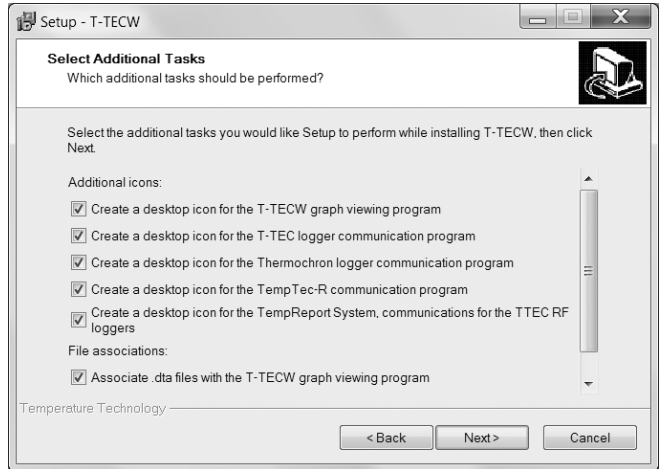 Setup - T-TECW
Select Additional Tasks
Which additional tasks should be performed?
Select the additional tasks you would like Setup to perform while installing T-TECW, then click
Next.
Additional icons:
Create a desktop icon for the T-TECW graph viewing program
Create a desktop icon for the T-TEC logger communication program
Create a desktop icon for the Thermochron logger communication program
Create a desktop icon for the TempTec-R communication program
Create a desktop icon for the TempReport System, communications for the TTEC RF
loggers
File associations:
Associate .dta files with the T-TECW graph viewing program
Temperature Technology
< Back Next > Cancel